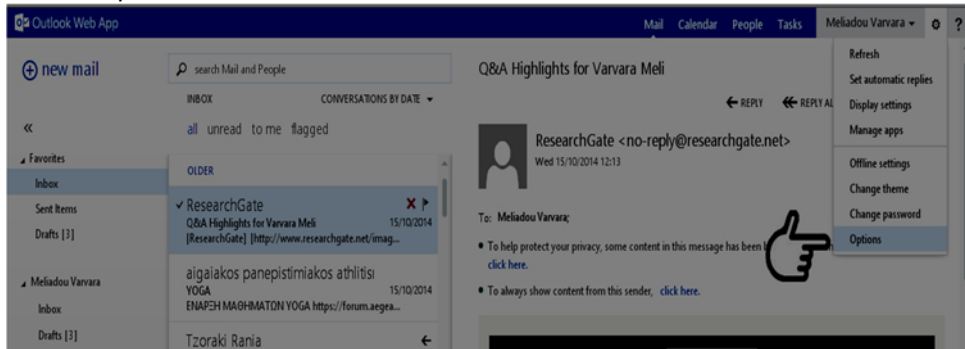 Outlook Web App
Mail Calendar People Tasks Meliadou Varvara ?
new mail
search Mail and People
INBOX CONVERSATIONS BY DATE
all unread to me flagged
«
Favorites
Inbox
Sent Items
Drafts [3]
Meliadou Varvara
Inbox
Drafts [3]
OLDER
ResearchGate
Q&A Highlights for Varvara Meli 15/10/2014
[ResearchGate] [http://www.researchgate.net/imag...
aigaiakos panepistimiakos athlitisi
YOGA 15/10/2014
ΕΝΑΡΞΗ ΜΑΘΗΜΑΤΩΝ YOGA https://forum.aegea...
Tzoraki Rania
Q&A Highlights for Varvara Meli
REPLY REPLY AL
ResearchGate <no-reply@researchgate.net>
Wed 15/10/2014 12:13
To: Meliadou Varvara;
• To help protect your privacy, some content in this message has been
click here.
• To always show content from this sender, click here.
Refresh
Set automatic replies
Display settings
Manage apps
Offline settings
Change theme
Change password
Options